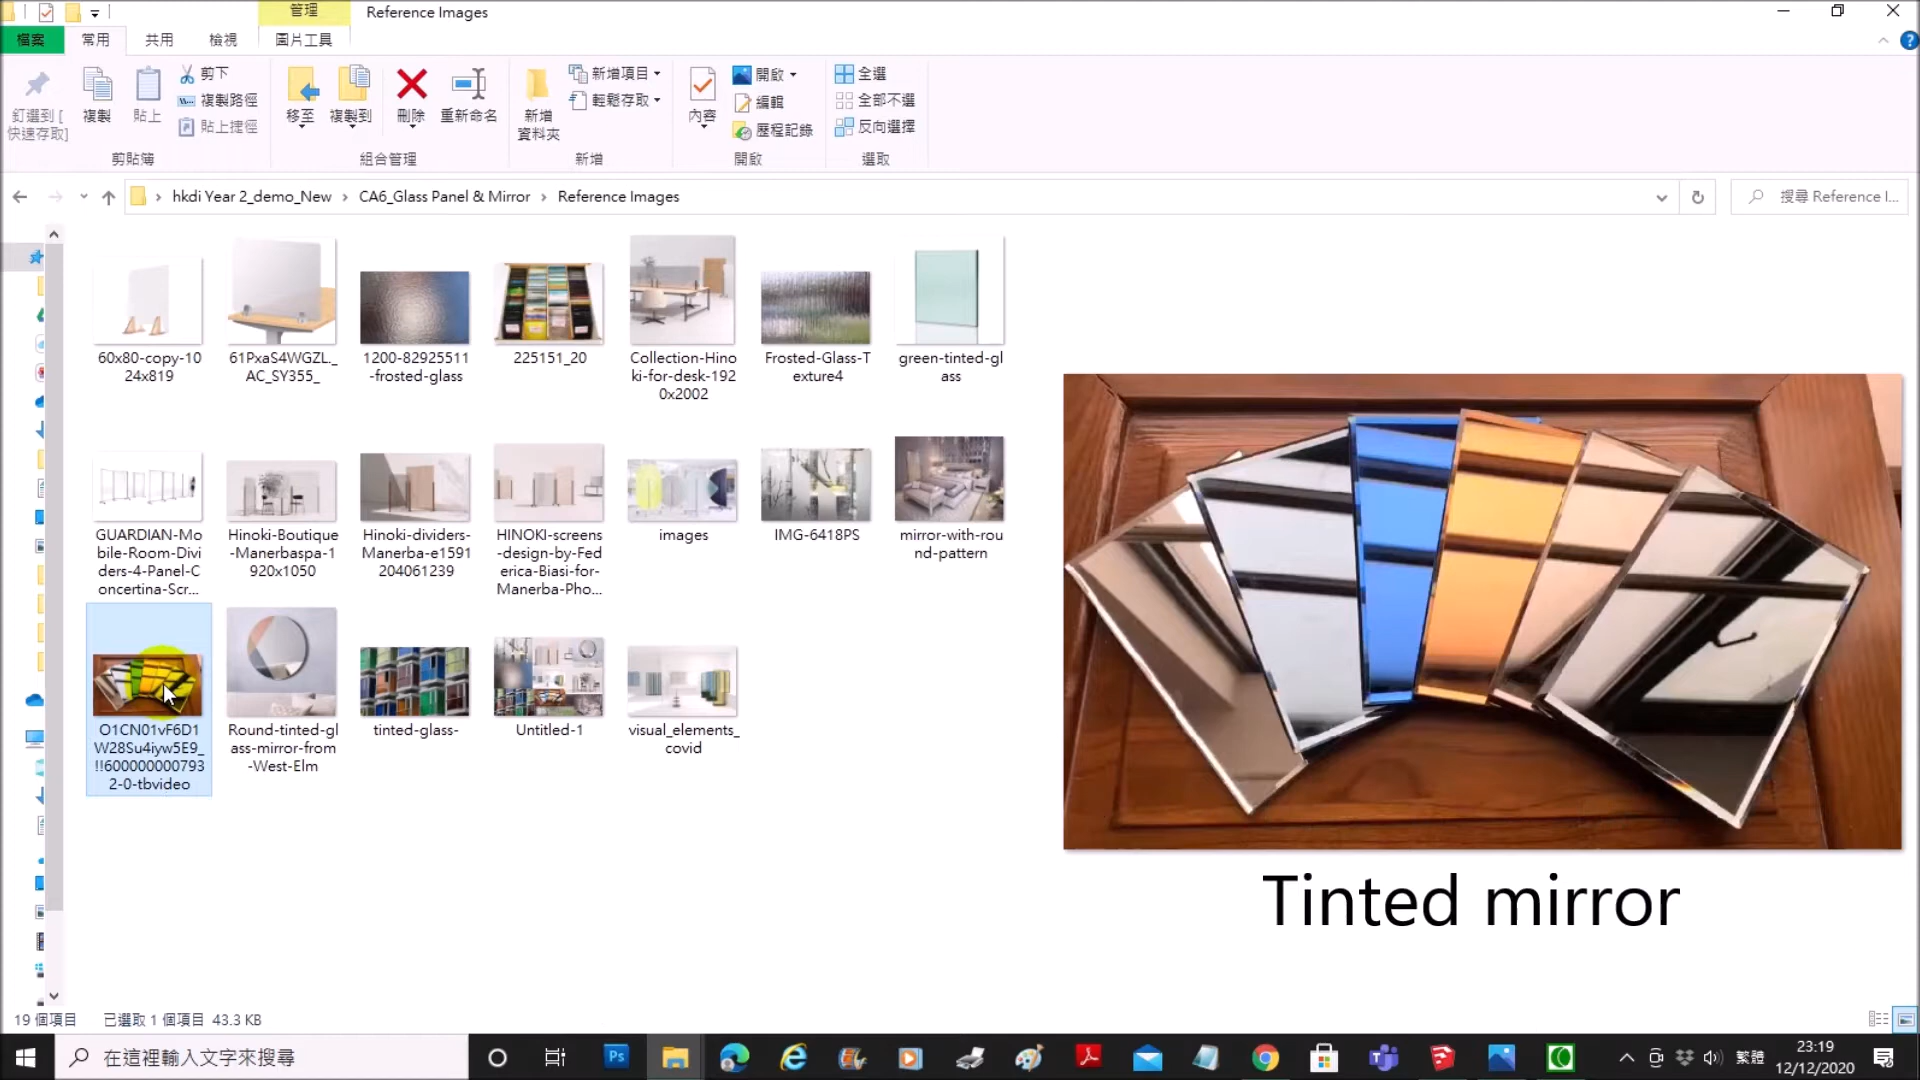 管理
Reference Images
檔案
常用
共用
檢視
圖片工具
釘選到 [
快速存取]
複製
貼上
剪下
複製路徑
貼上捷徑
移至
複製到
刪除
重新命名
新增
資料夾
新增項目
輕鬆存取
內容
開啟
編輯
歷程記錄
全選
全部不選
反向選擇
剪貼簿
組合管理
新增
開啟
選取
hkdi Year 2_demo_New
CA6_Glass Panel & Mirror
Reference Images
搜尋 Reference I...
60x80-copy-10
24x819
61PxaS4WGZL._
AC_SY355_
1200-82925511
-frosted-glass
225151_20
Collection-Hino
ki-for-desk-192
0x2002
Frosted-Glass-T
exture4
green-tinted-gl
ass
GUARDIAN-Mo
bile-Room-Divi
ders-4-Panel-C
oncertina-Scr...
Hinoki-Boutique
-Manerbaspa-1
920x1050
Hinoki-dividers-
Manerba-e1591
204061239
HINOKI-screens
-design-by-Fed
erica-Biasi-for-
Manerba-Pho...
images
IMG-6418PS
mirror-with-rou
nd-pattern
O1CN01vF6D1
W28Su4iyw5E9_
!!600000000793
2-0-tbvideo
Round-tinted-gl
ass-mirror-from
-West-Elm
tinted-glass-
Untitled-1
visual_elements_
covid
Tinted mirror
19 個項目
已選取 1 個項目 43.3 KB
在這裡輸入文字來搜尋
Ps
繁體
23:19
12/12/2020